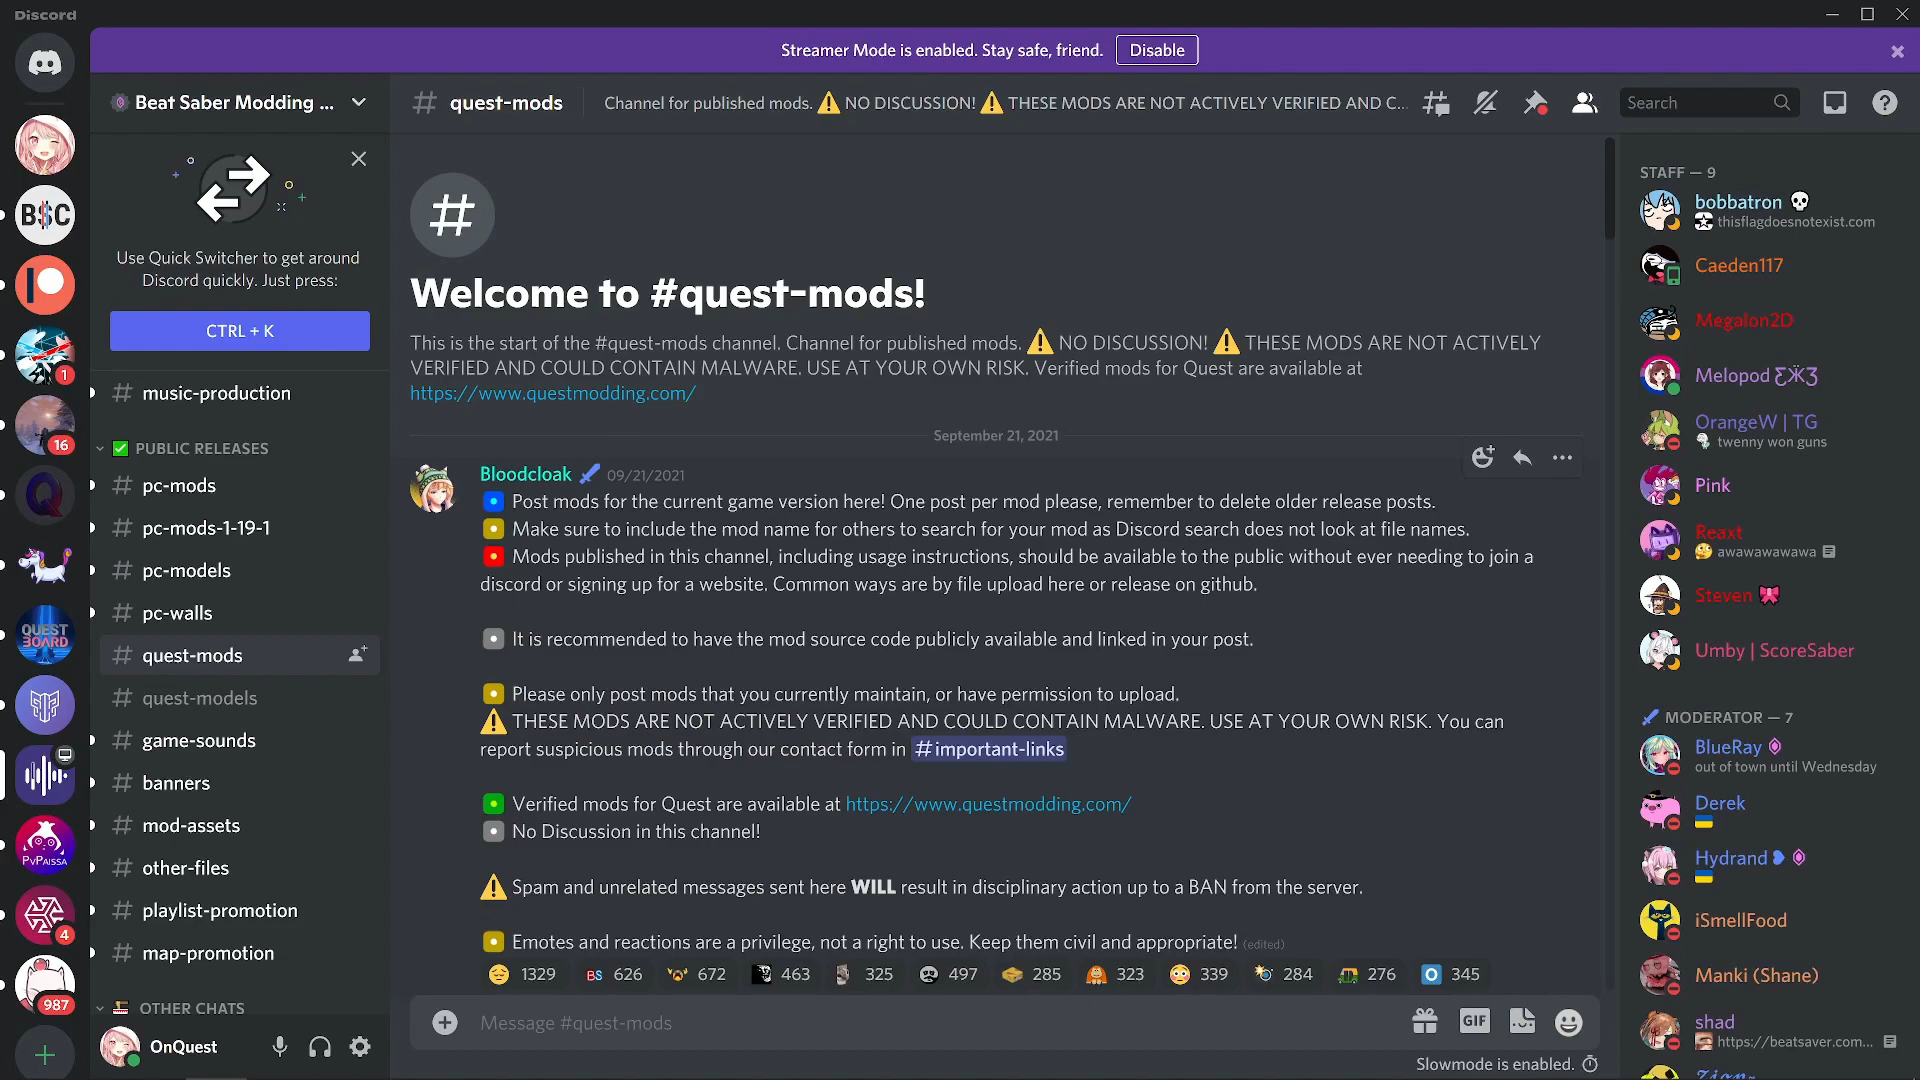 Discord
Streamer Mode is enabled. Stay safe, friend.
Disable
Beat Saber Modding ...
quest-mods
Channel for published mods. ⚠ NO DISCUSSION! ⚠ THESE MODS ARE NOT ACTIVELY VERIFIED AND C...
Search
Use Quick Switcher to get around
Discord quickly. Just press:
CTRL + K
music-production
PUBLIC RELEASES
pc-mods
pc-mods-1-19-1
pc-models
pc-walls
quest-mods
quest-models
game-sounds
banners
mod-assets
other-files
playlist-promotion
map-promotion
OTHER CHATS
OnQuest
BSC
1
16
QUEST
BOARD
PVPAISSA
4
987
Welcome to #quest-mods!
This is the start of the #quest-mods channel. Channel for published mods. ⚠ NO DISCUSSION! ⚠ THESE MODS ARE NOT ACTIVELY
VERIFIED AND COULD CONTAIN MALWARE. USE AT YOUR OWN RISK. Verified mods for Quest are available at
https://www.questmodding.com/
September 21, 2021
Bloodcloak 09/21/2021
Post mods for the current game version here! One post per mod please, remember to delete older release posts.
Make sure to include the mod name for others to search for your mod as Discord search does not look at file names.
Mods published in this channel, including usage instructions, should be available to the public without ever needing to join a
discord or signing up for a website. Common ways are by file upload here or release on github.
It is recommended to have the mod source code publicly available and linked in your post.
Please only post mods that you currently maintain, or have permission to upload.
⚠ THESE MODS ARE NOT ACTIVELY VERIFIED AND COULD CONTAIN MALWARE. USE AT YOUR OWN RISK. You can
report suspicious mods through our contact form in #important-links
Verified mods for Quest are available at https://www.questmodding.com/
No Discussion in this channel!
⚠ Spam and unrelated messages sent here WILL result in disciplinary action up to a BAN from the server.
Emotes and reactions are a privilege, not a right to use. Keep them civil and appropriate! (edited)
1329 BS 626 672 463 325 497 285 323 339 284 276 O 345
Message #quest-mods
GIF
Slowmode is enabled.
STAFF — 9
bobbatron
thisflagdoesnotexist.com
Caeden117
Megalon2D
Melopod ƸӜƷ
OrangeW | TG
twenny won guns
Pink
Reaxt
awawawawawa
Steven
Umby | ScoreSaber
MODERATOR — 7
BlueRay
out of town until Wednesday
Derek
Hydrand
iSmellFood
Manki (Shane)
shad
https://beatsaver.com...